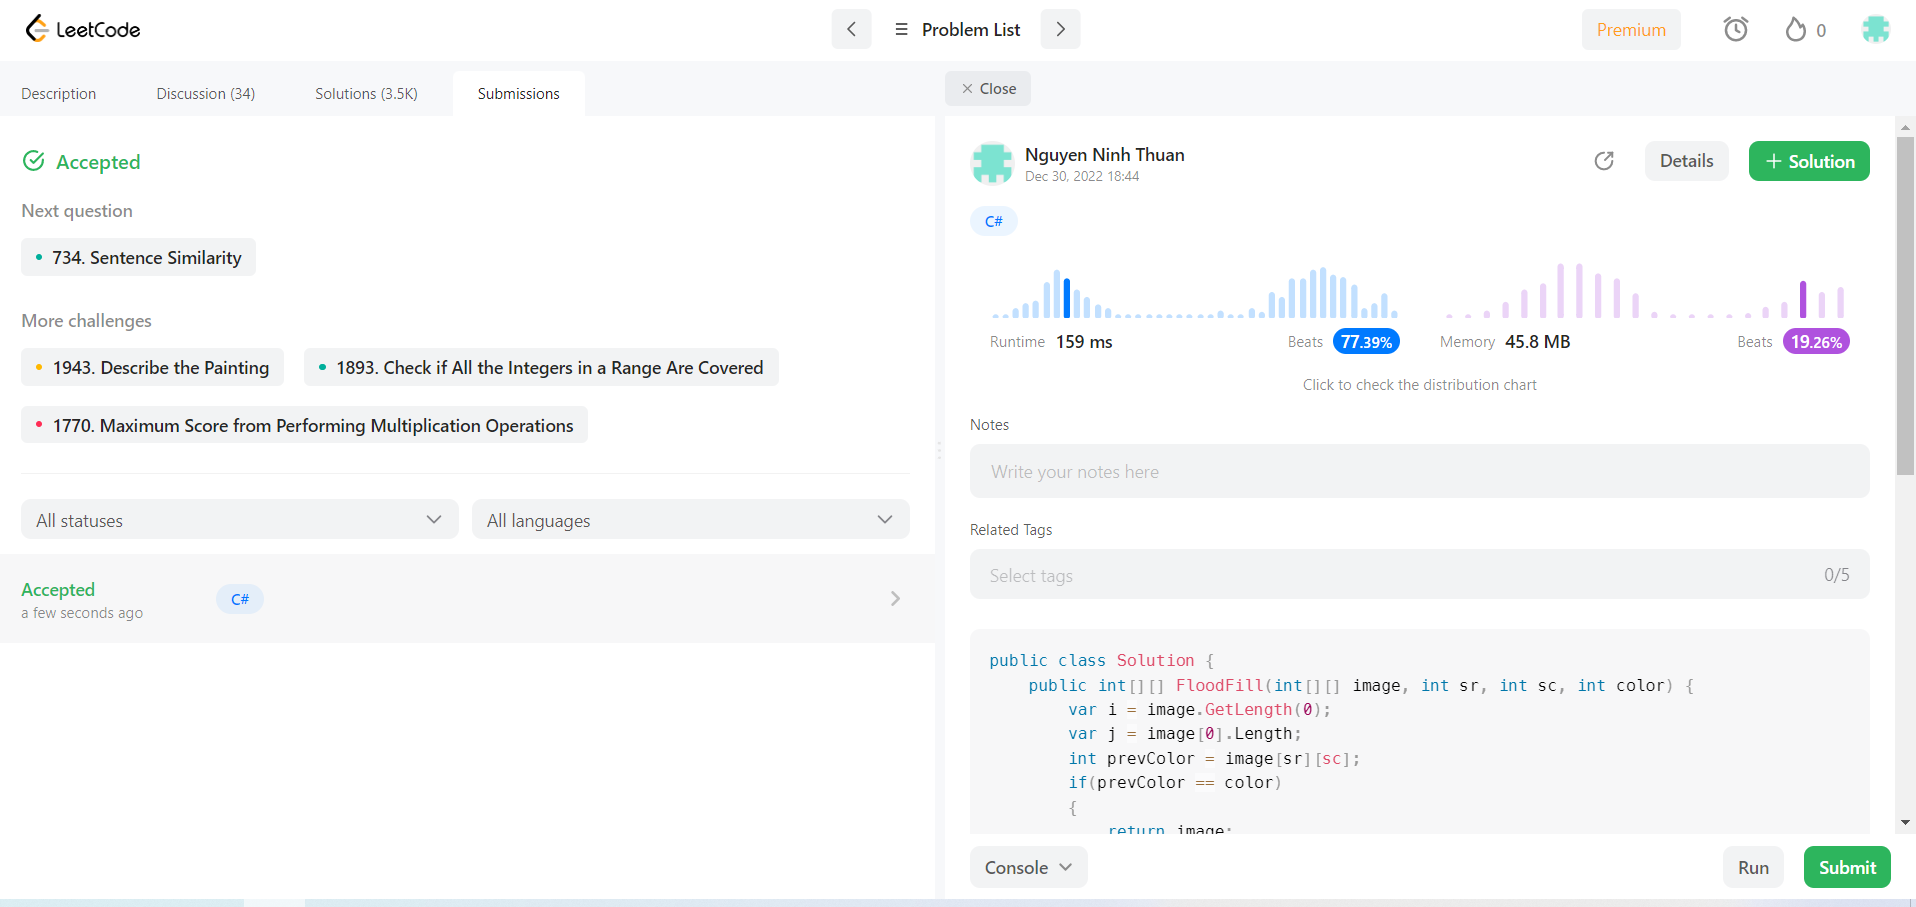 LeetCode
Problem List
Premium
0
Description
Discussion (34)
Solutions (3.5K)
Submissions
Accepted
Next question
734. Sentence Similarity
More challenges
1943. Describe the Painting
1893. Check if All the Integers in a Range Are Covered
1770. Maximum Score from Performing Multiplication Operations
All statuses
All languages
Accepted
a few seconds ago
C#
Close
Nguyen Ninh Thuan
Dec 30, 2022 18:44
Details
+ Solution
C#
Runtime 159 ms
Beats 77.39%
Memory 45.8 MB
Beats 19.26%
Click to check the distribution chart
Notes
Write your notes here
Related Tags
Select tags
0/5
public class Solution {
    public int[][] FloodFill(int[][] image, int sr, int sc, int color) {
        var i = image.GetLength(0);
        var j = image[0].Length;
        int prevColor = image[sr][sc];
        if(prevColor == color)
        {
            return image;
Console
Run
Submit